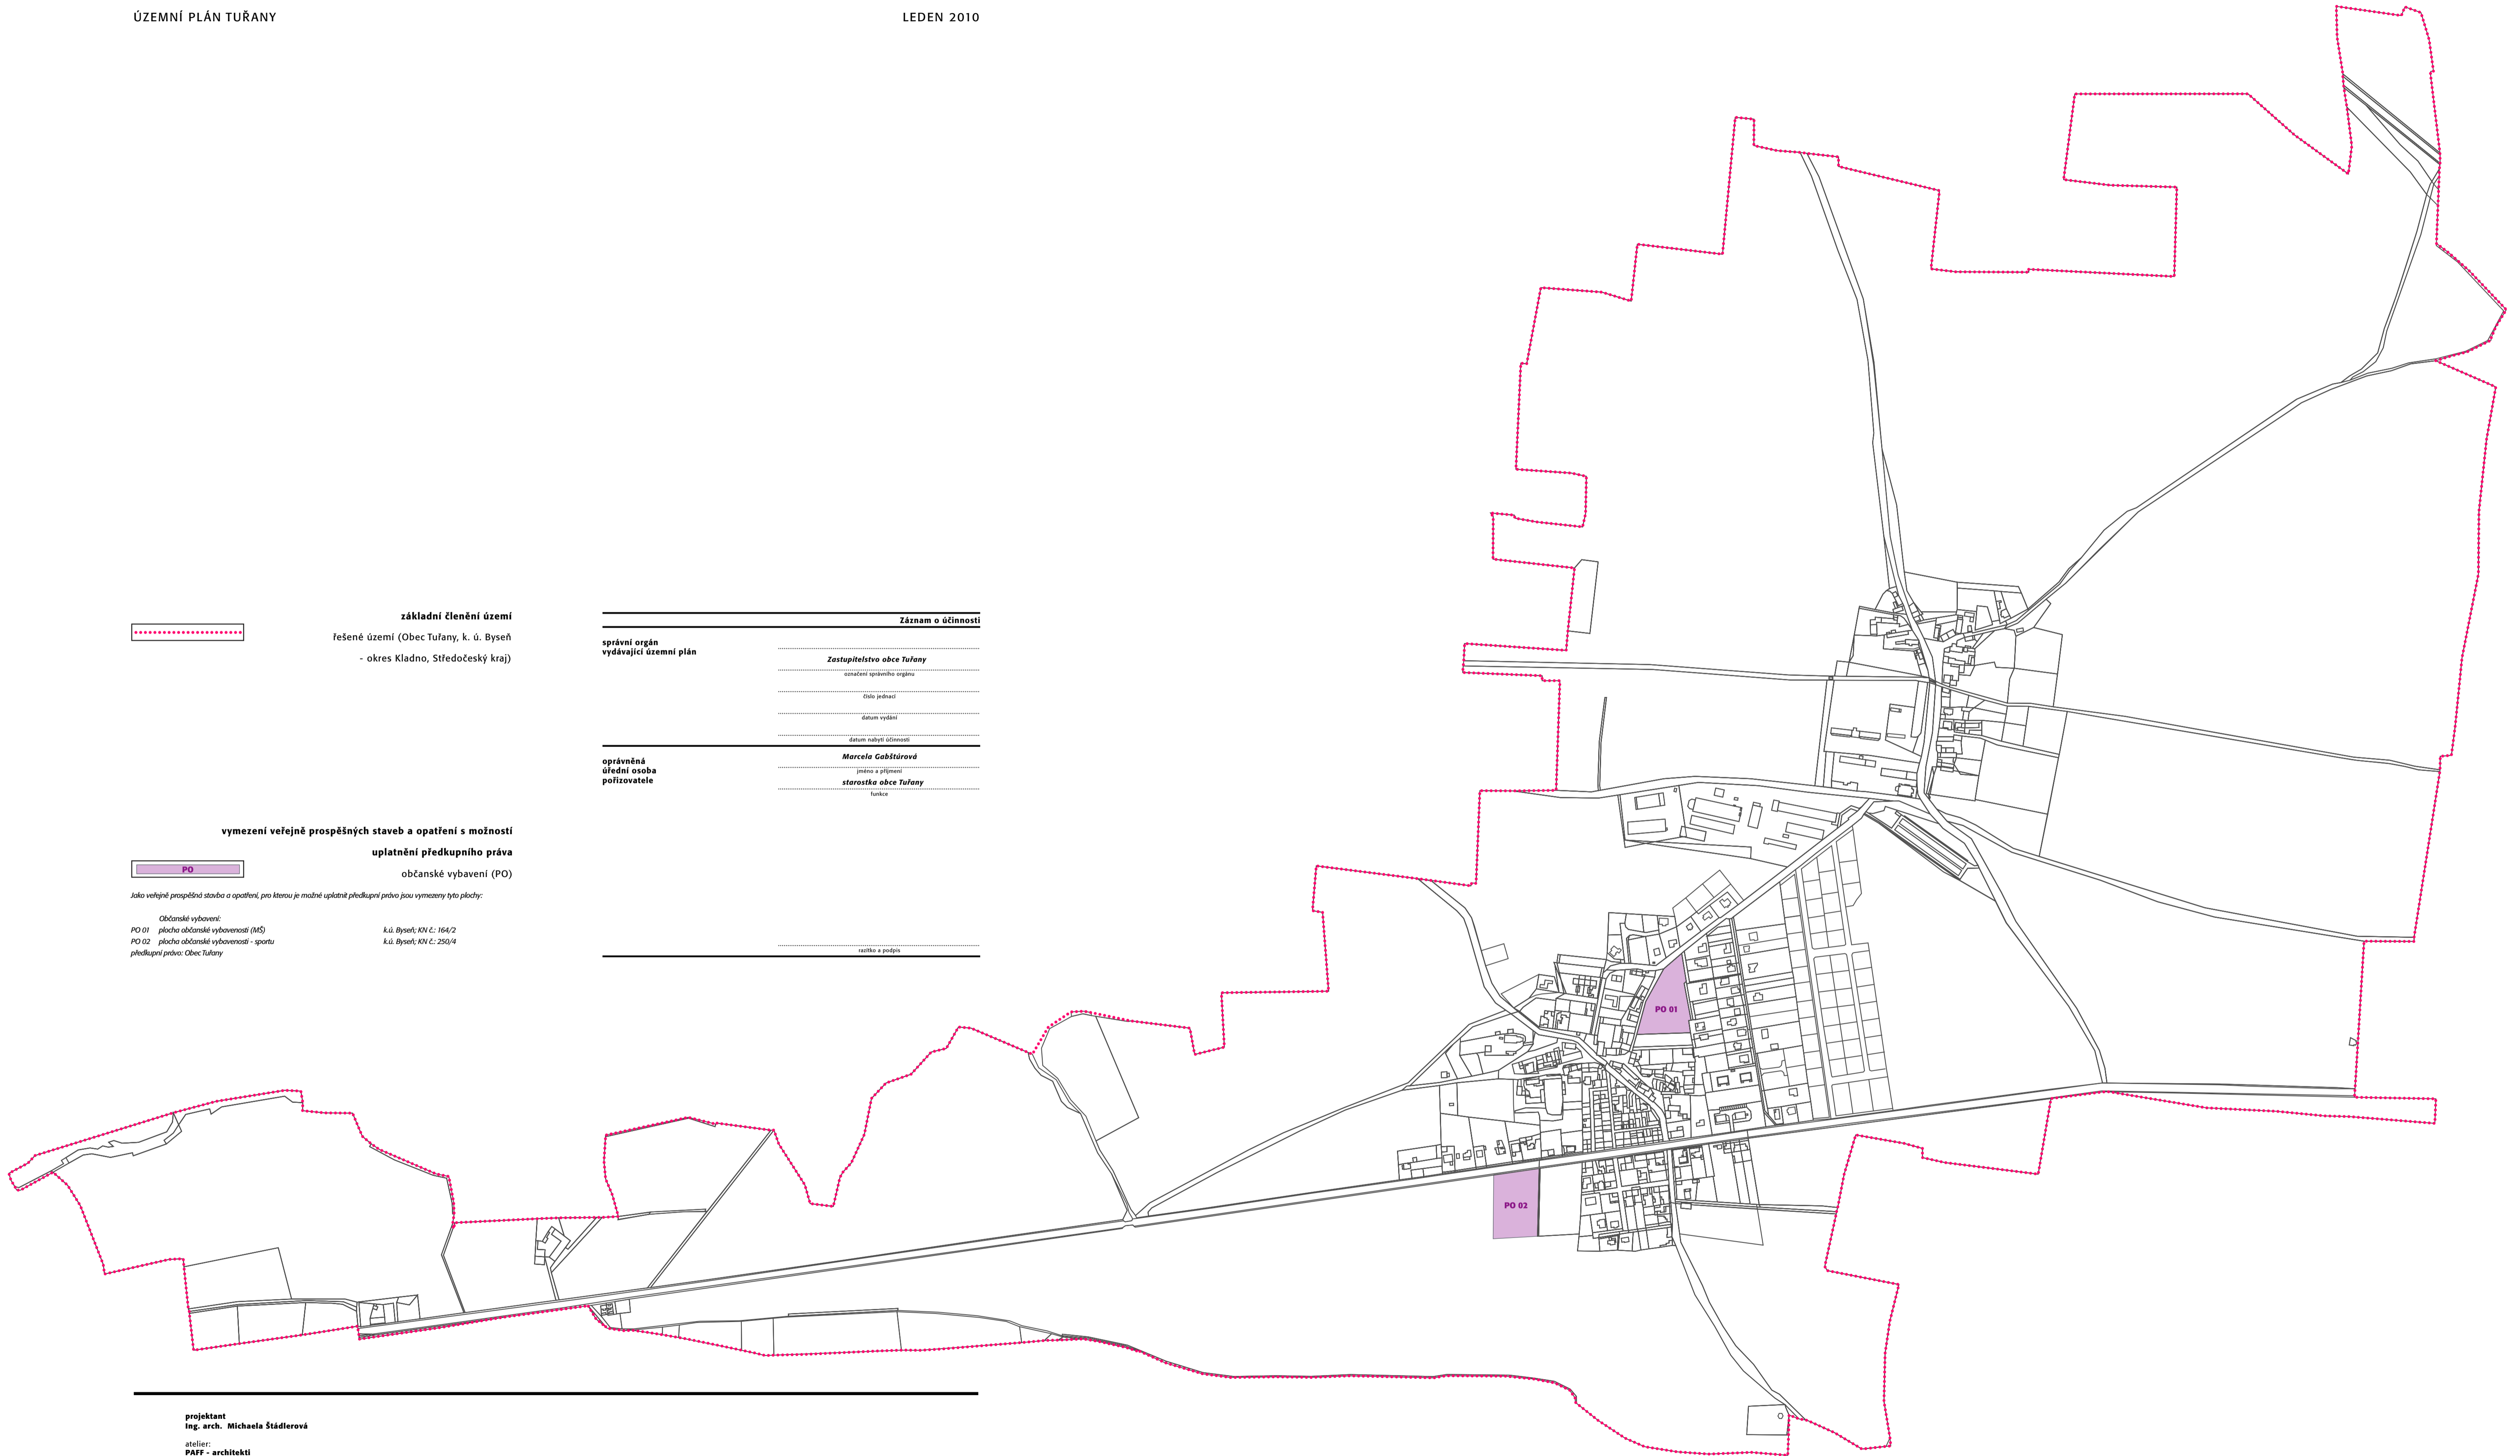 ÚZEMNÍ PLÁN TUŘANY
LEDEN 2010
základní členění území
řešené území (Obec Tuřany, k. ú. Byseň
- okres Kladno, Středočeský kraj)
Záznam o účinnosti
správní orgán
vydávající územní plán
Zastupitelstvo obce Tuřany
označení správního orgánu
číslo jednací
datum vydání
datum nabytí účinnosti
oprávněná
úřední osoba
pořizovatele
Marcela Gabštúrová
jméno a příjmení
starostka obce Tuřany
funkce
razítko a podpis
vymezení veřejně prospěšných staveb a opatření s možností
uplatnění předkupního práva
PO
občanské vybavení (PO)
Jako veřejně prospěšná stavba a opatření, pro kterou je možné uplatnit předkupní právo jsou vymezeny tyto plochy:
Občanské vybavení:
PO 01 plocha občanské vybavenosti (MŠ) k.ú. Byseň; KN č.: 164/2
PO 02 plocha občanské vybavenosti - sportu k.ú. Byseň; KN č.: 250/4
předkupní právo: Obec Tuřany
PO 01
PO 02
projektant
Ing. arch. Michaela Štádlerová
atelier:
PAFF - architekti